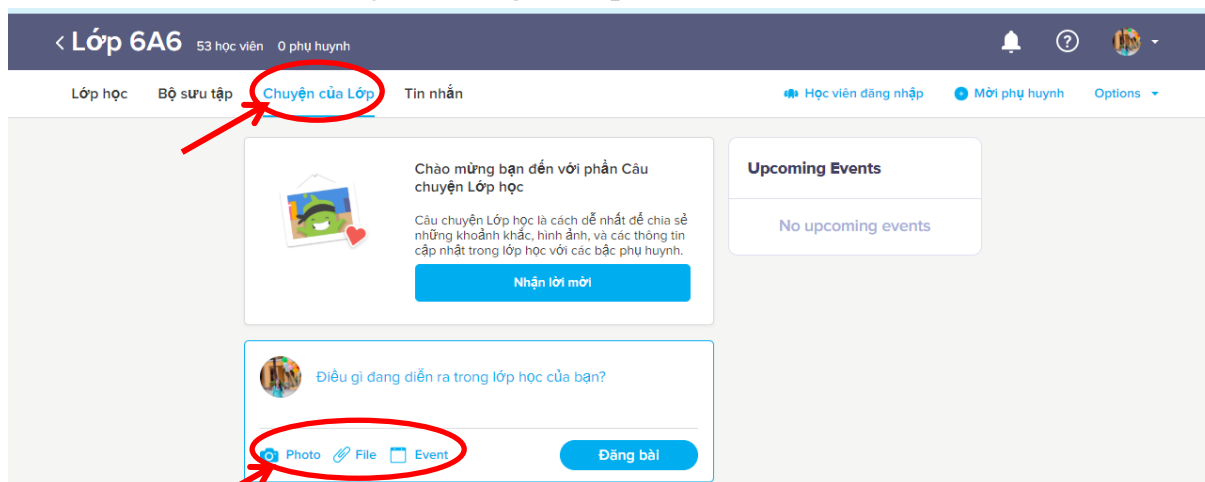 < Lớp 6A6 53 học viên 0 phụ huynh
Lớp học Bộ sưu tập Chuyện của Lớp Tin nhắn Học viên đăng nhập Mời phụ huynh Options
Chào mừng bạn đến với phần Câu
chuyện Lớp học
Câu chuyện Lớp học là cách dễ nhất để chia sẻ
những khoảnh khắc, hình ảnh, và các thông tin
cập nhật trong lớp học với các bậc phụ huynh.
Nhận lời mời
Upcoming Events
No upcoming events
Điều gì đang diễn ra trong lớp học của bạn?
Photo File Event Đăng bài